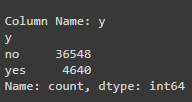 Column Name: y
y
no     36548
yes     4640
Name: count, dtype: int64